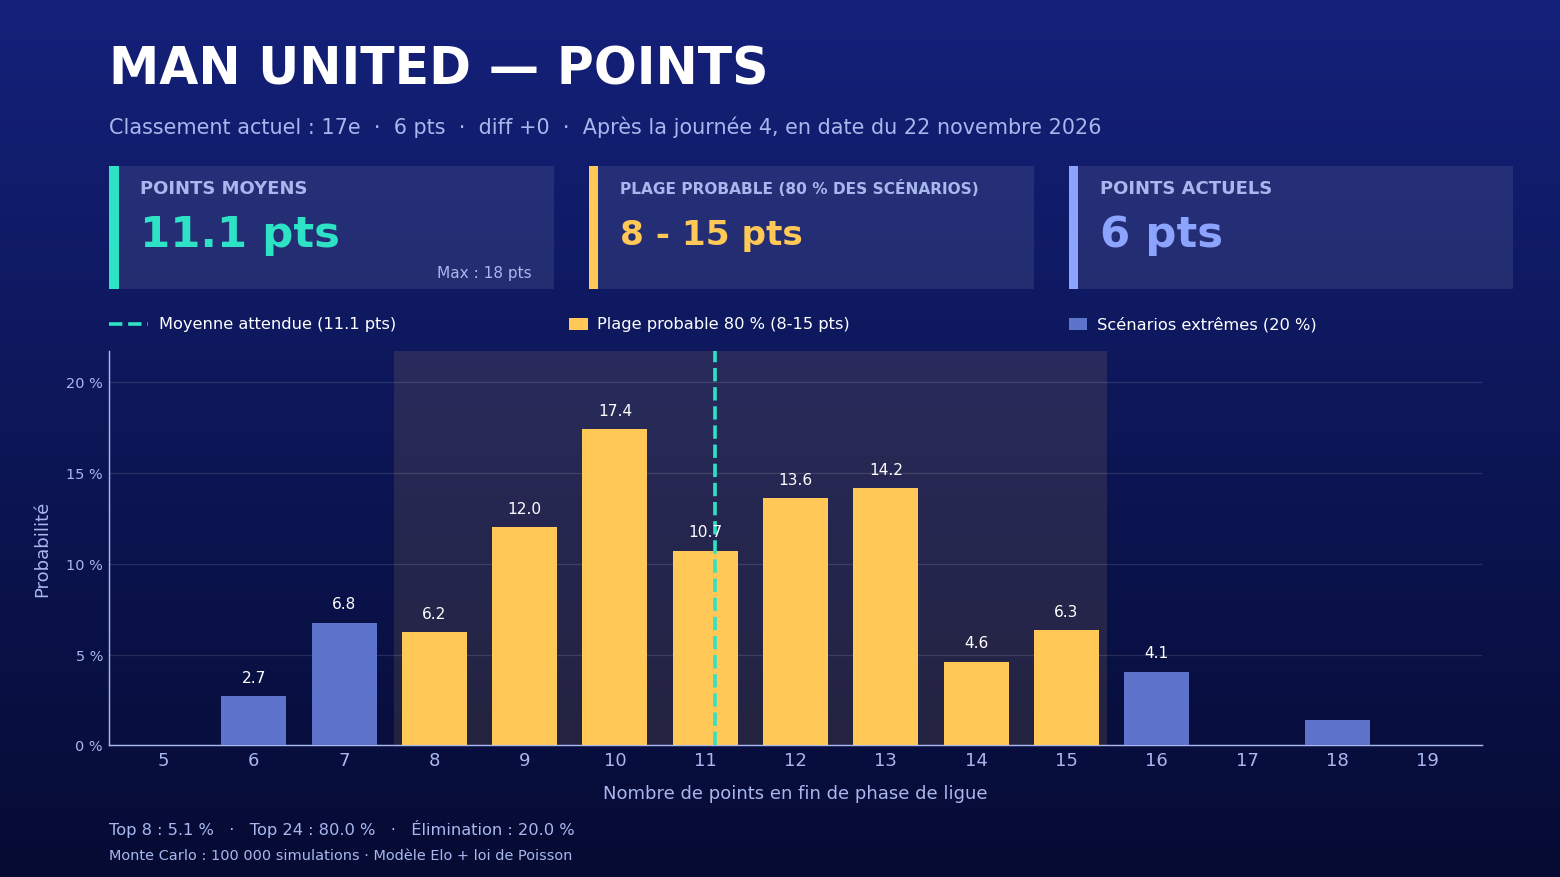 MAN UNITED — POINTS
Classement actuel : 17e · 6 pts · diff +0 · Après la journée 4, en date du 22 novembre 2026
POINTS MOYENS
11.1 pts
Max : 18 pts
PLAGE PROBABLE (80 % DES SCÉNARIOS)
8 - 15 pts
POINTS ACTUELS
6 pts
Moyenne attendue (11.1 pts)
Plage probable 80 % (8-15 pts)
Scénarios extrêmes (20 %)
Probabilité
20 %
15 %
10 %
5 %
0 %
2.7
6.8
6.2
12.0
17.4
10.7
13.6
14.2
4.6
6.3
4.1
5 6 7 8 9 10 11 12 13 14 15 16 17 18 19
Nombre de points en fin de phase de ligue
Top 8 : 5.1 % · Top 24 : 80.0 % · Élimination : 20.0 %
Monte Carlo : 100 000 simulations · Modèle Elo + loi de Poisson